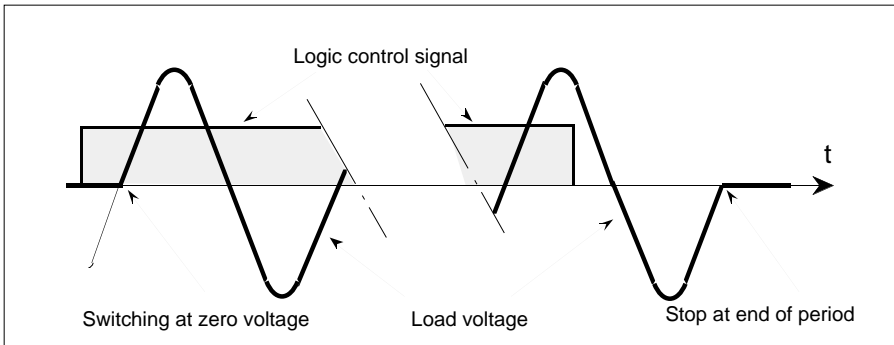 Logic control signal
t
Switching at zero voltage
Load voltage
Stop at end of period